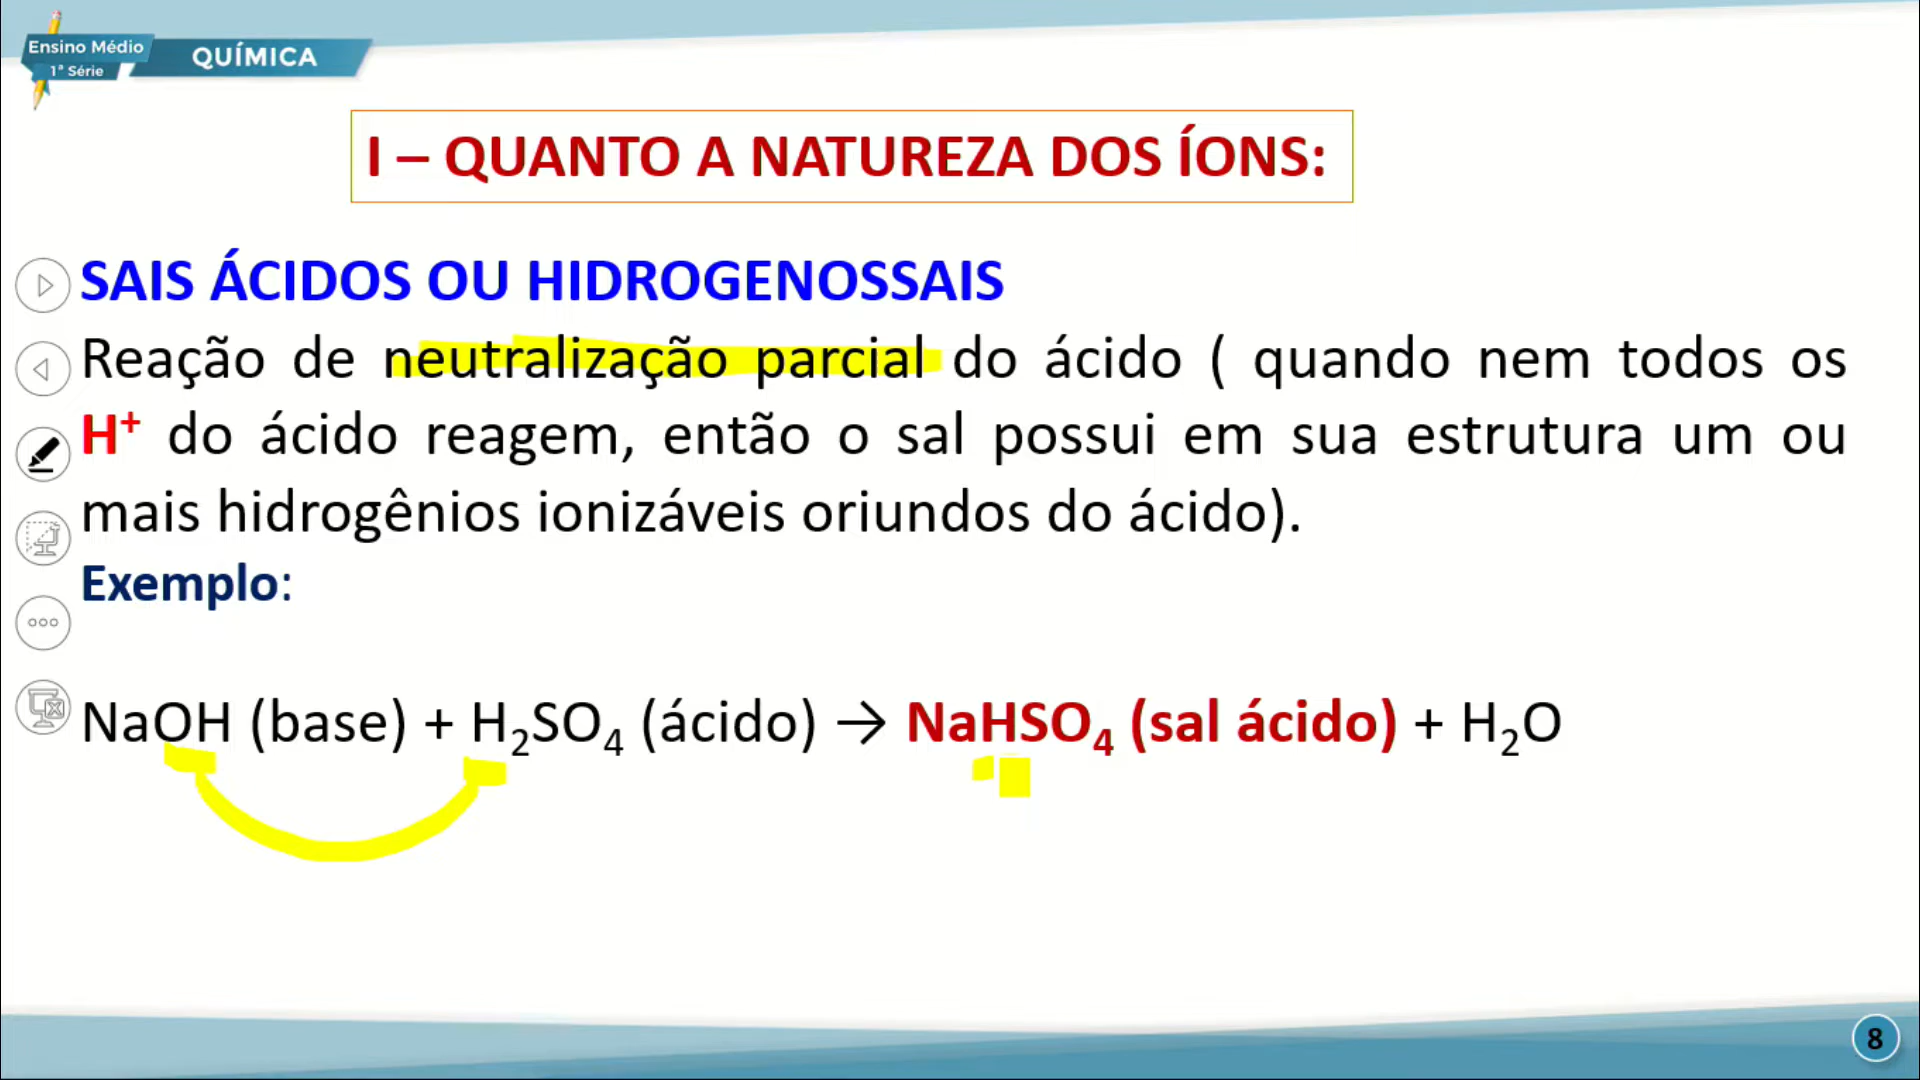 Ensino Médio
1ª Série
QUÍMICA
I – QUANTO A NATUREZA DOS ÍONS:
SAIS ÁCIDOS OU HIDROGENOSSAIS
Reação de neutralização parcial do ácido ( quando nem todos os
H⁺ do ácido reagem, então o sal possui em sua estrutura um ou
mais hidrogênios ionizáveis oriundos do ácido).
Exemplo:
NaOH (base) + H₂SO₄ (ácido) → NaHSO₄ (sal ácido) + H₂O
8